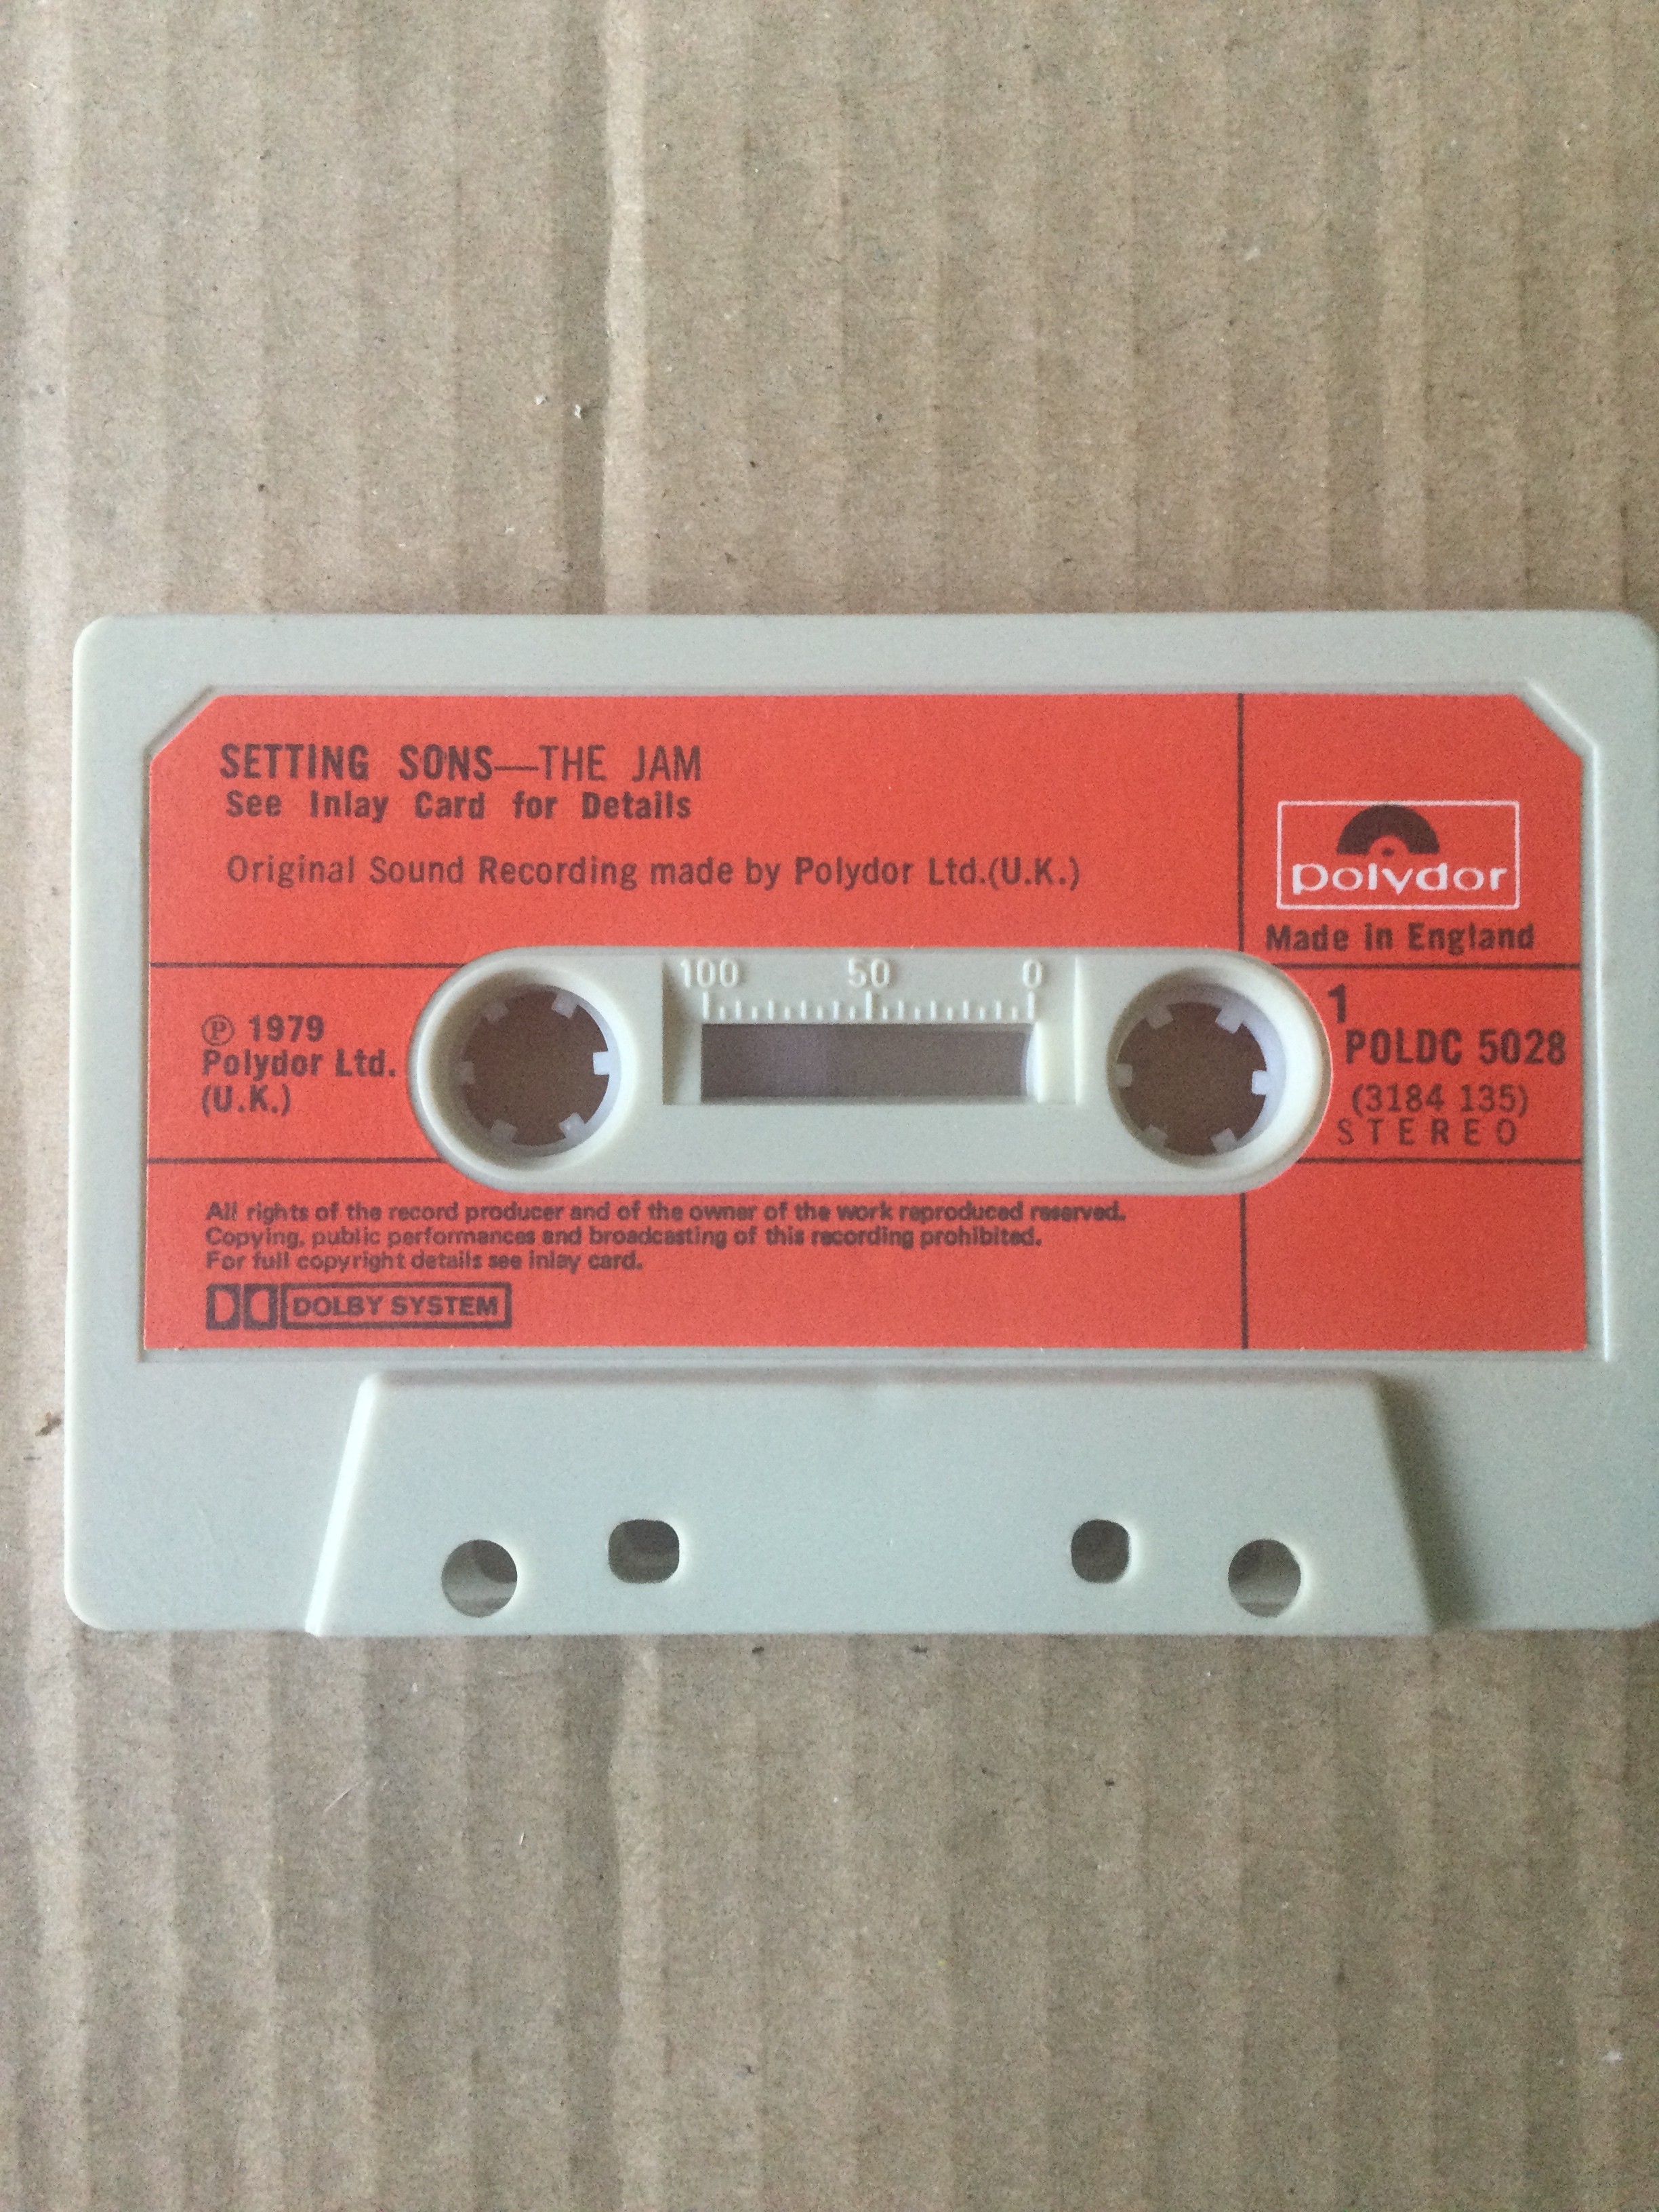 SETTING SONS—THE JAM
See Inlay Card for Details
Original Sound Recording made by Polydor Ltd.(U.K.)
polydor
Made in England
100 50 0
℗ 1979
Polydor Ltd.
(U.K.)
1
POLDC 5028
(3184 135)
STEREO
All rights of the record producer and of the owner of the work reproduced reserved.
Copying, public performances and broadcasting of this recording prohibited.
For full copyright details see inlay card.
DOLBY SYSTEM